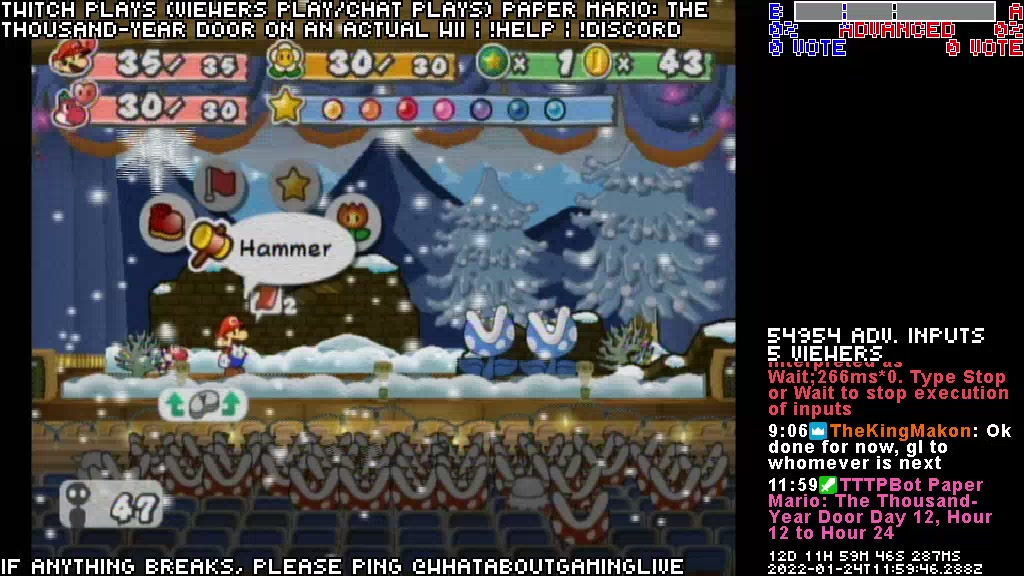 TWITCH PLAYS (VIEWERS PLAY/CHAT PLAYS) PAPER MARIO: THE
THOUSAND-YEAR DOOR ON AN ACTUAL WII | !HELP | !DISCORD
B A
0% ADVANCED 0%
0 VOTE 0 VOTE
35/ 35 30/ 30 x 1 x 43
30/ 30
Hammer
2
47
54954 ADV. INPUTS
5 VIEWERS
interpreted as
Wait;266ms*0. Type Stop
or Wait to stop execution
of inputs
9:06 TheKingMakon: Ok
done for now, gl to
whomever is next
11:59 TTTPBot Paper
Mario: The Thousand-
Year Door Day 12, Hour
12 to Hour 24
12D 11H 59M 46S 287MS
2022-01-24T11:59:46.288Z
IF ANYTHING BREAKS, PLEASE PING @WHATABOUTGAMINGLIVE